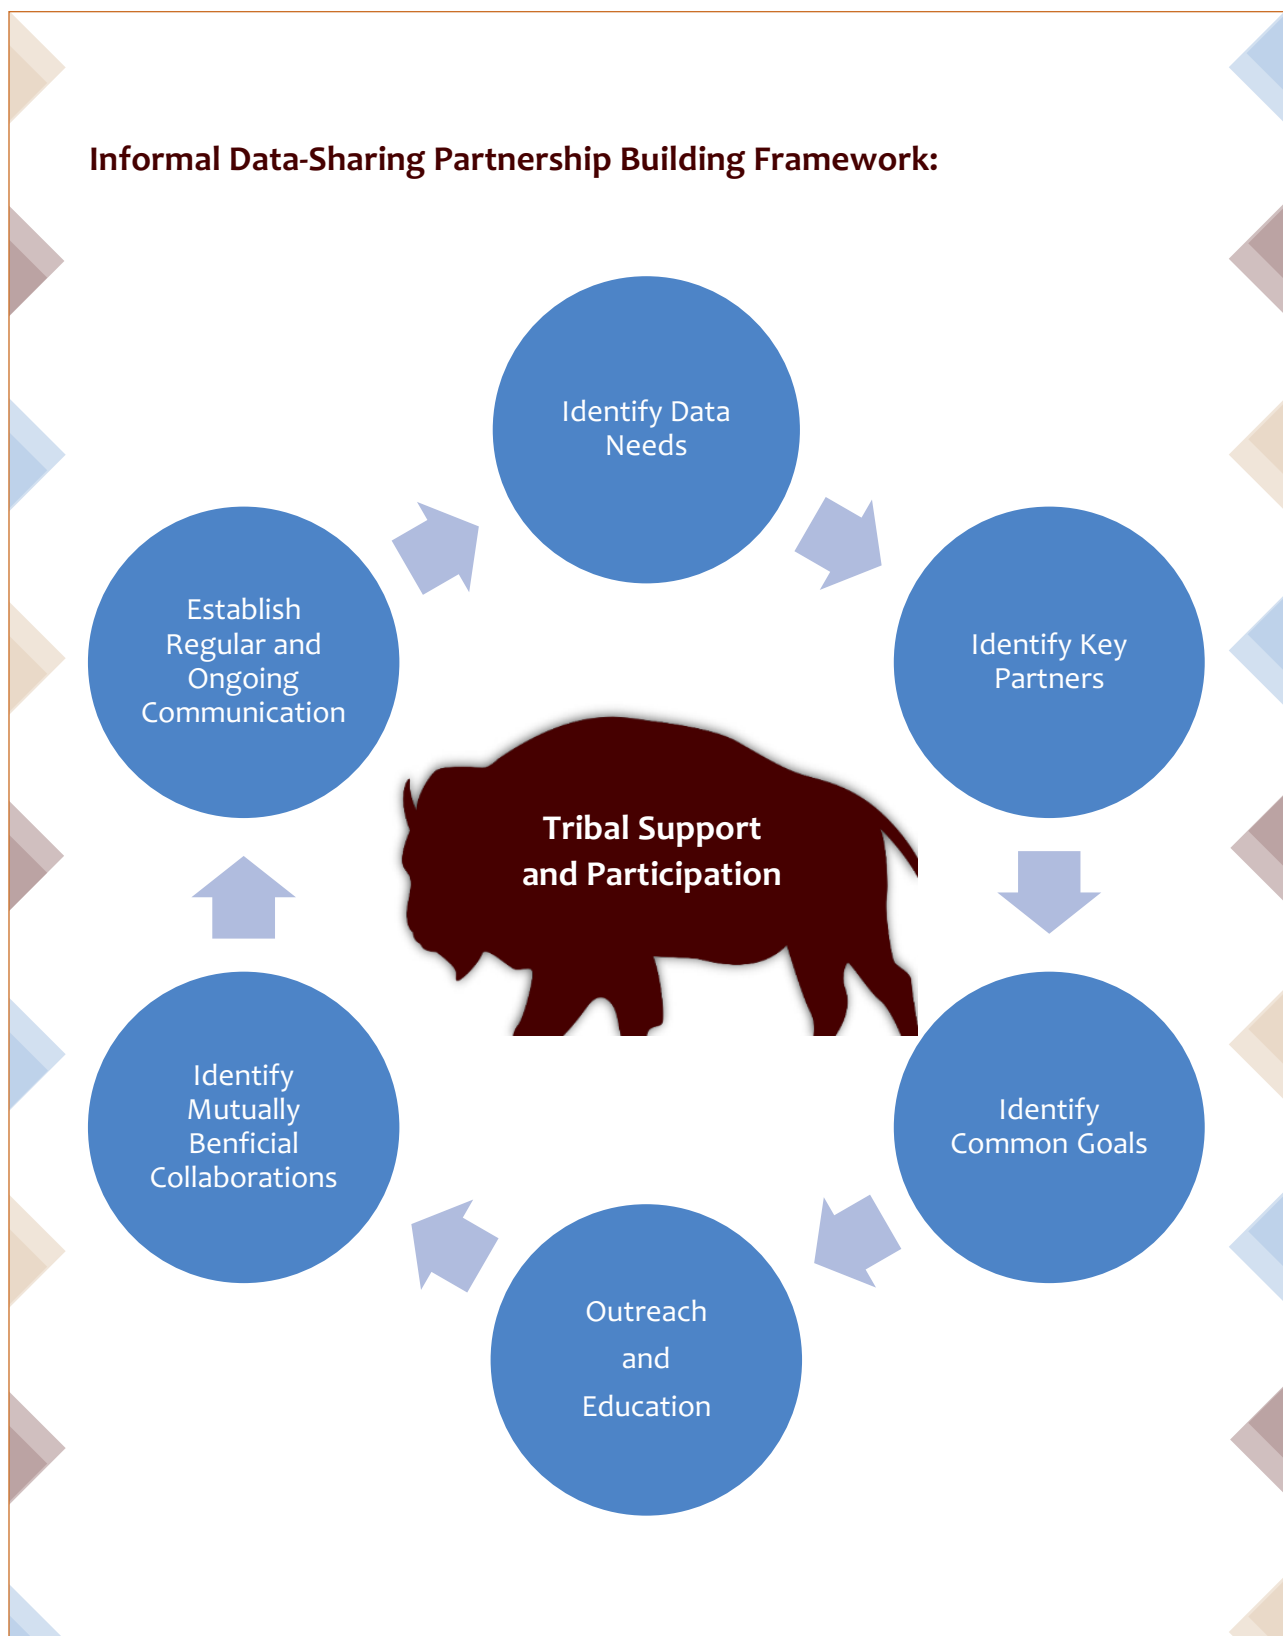 Informal Data-Sharing Partnership Building Framework:
Identify Data
Needs
Identify Key
Partners
Identify
Common Goals
Outreach
and
Education
Identify
Mutually
Benficial
Collaborations
Establish
Regular and
Ongoing
Communication
Tribal Support
and Participation